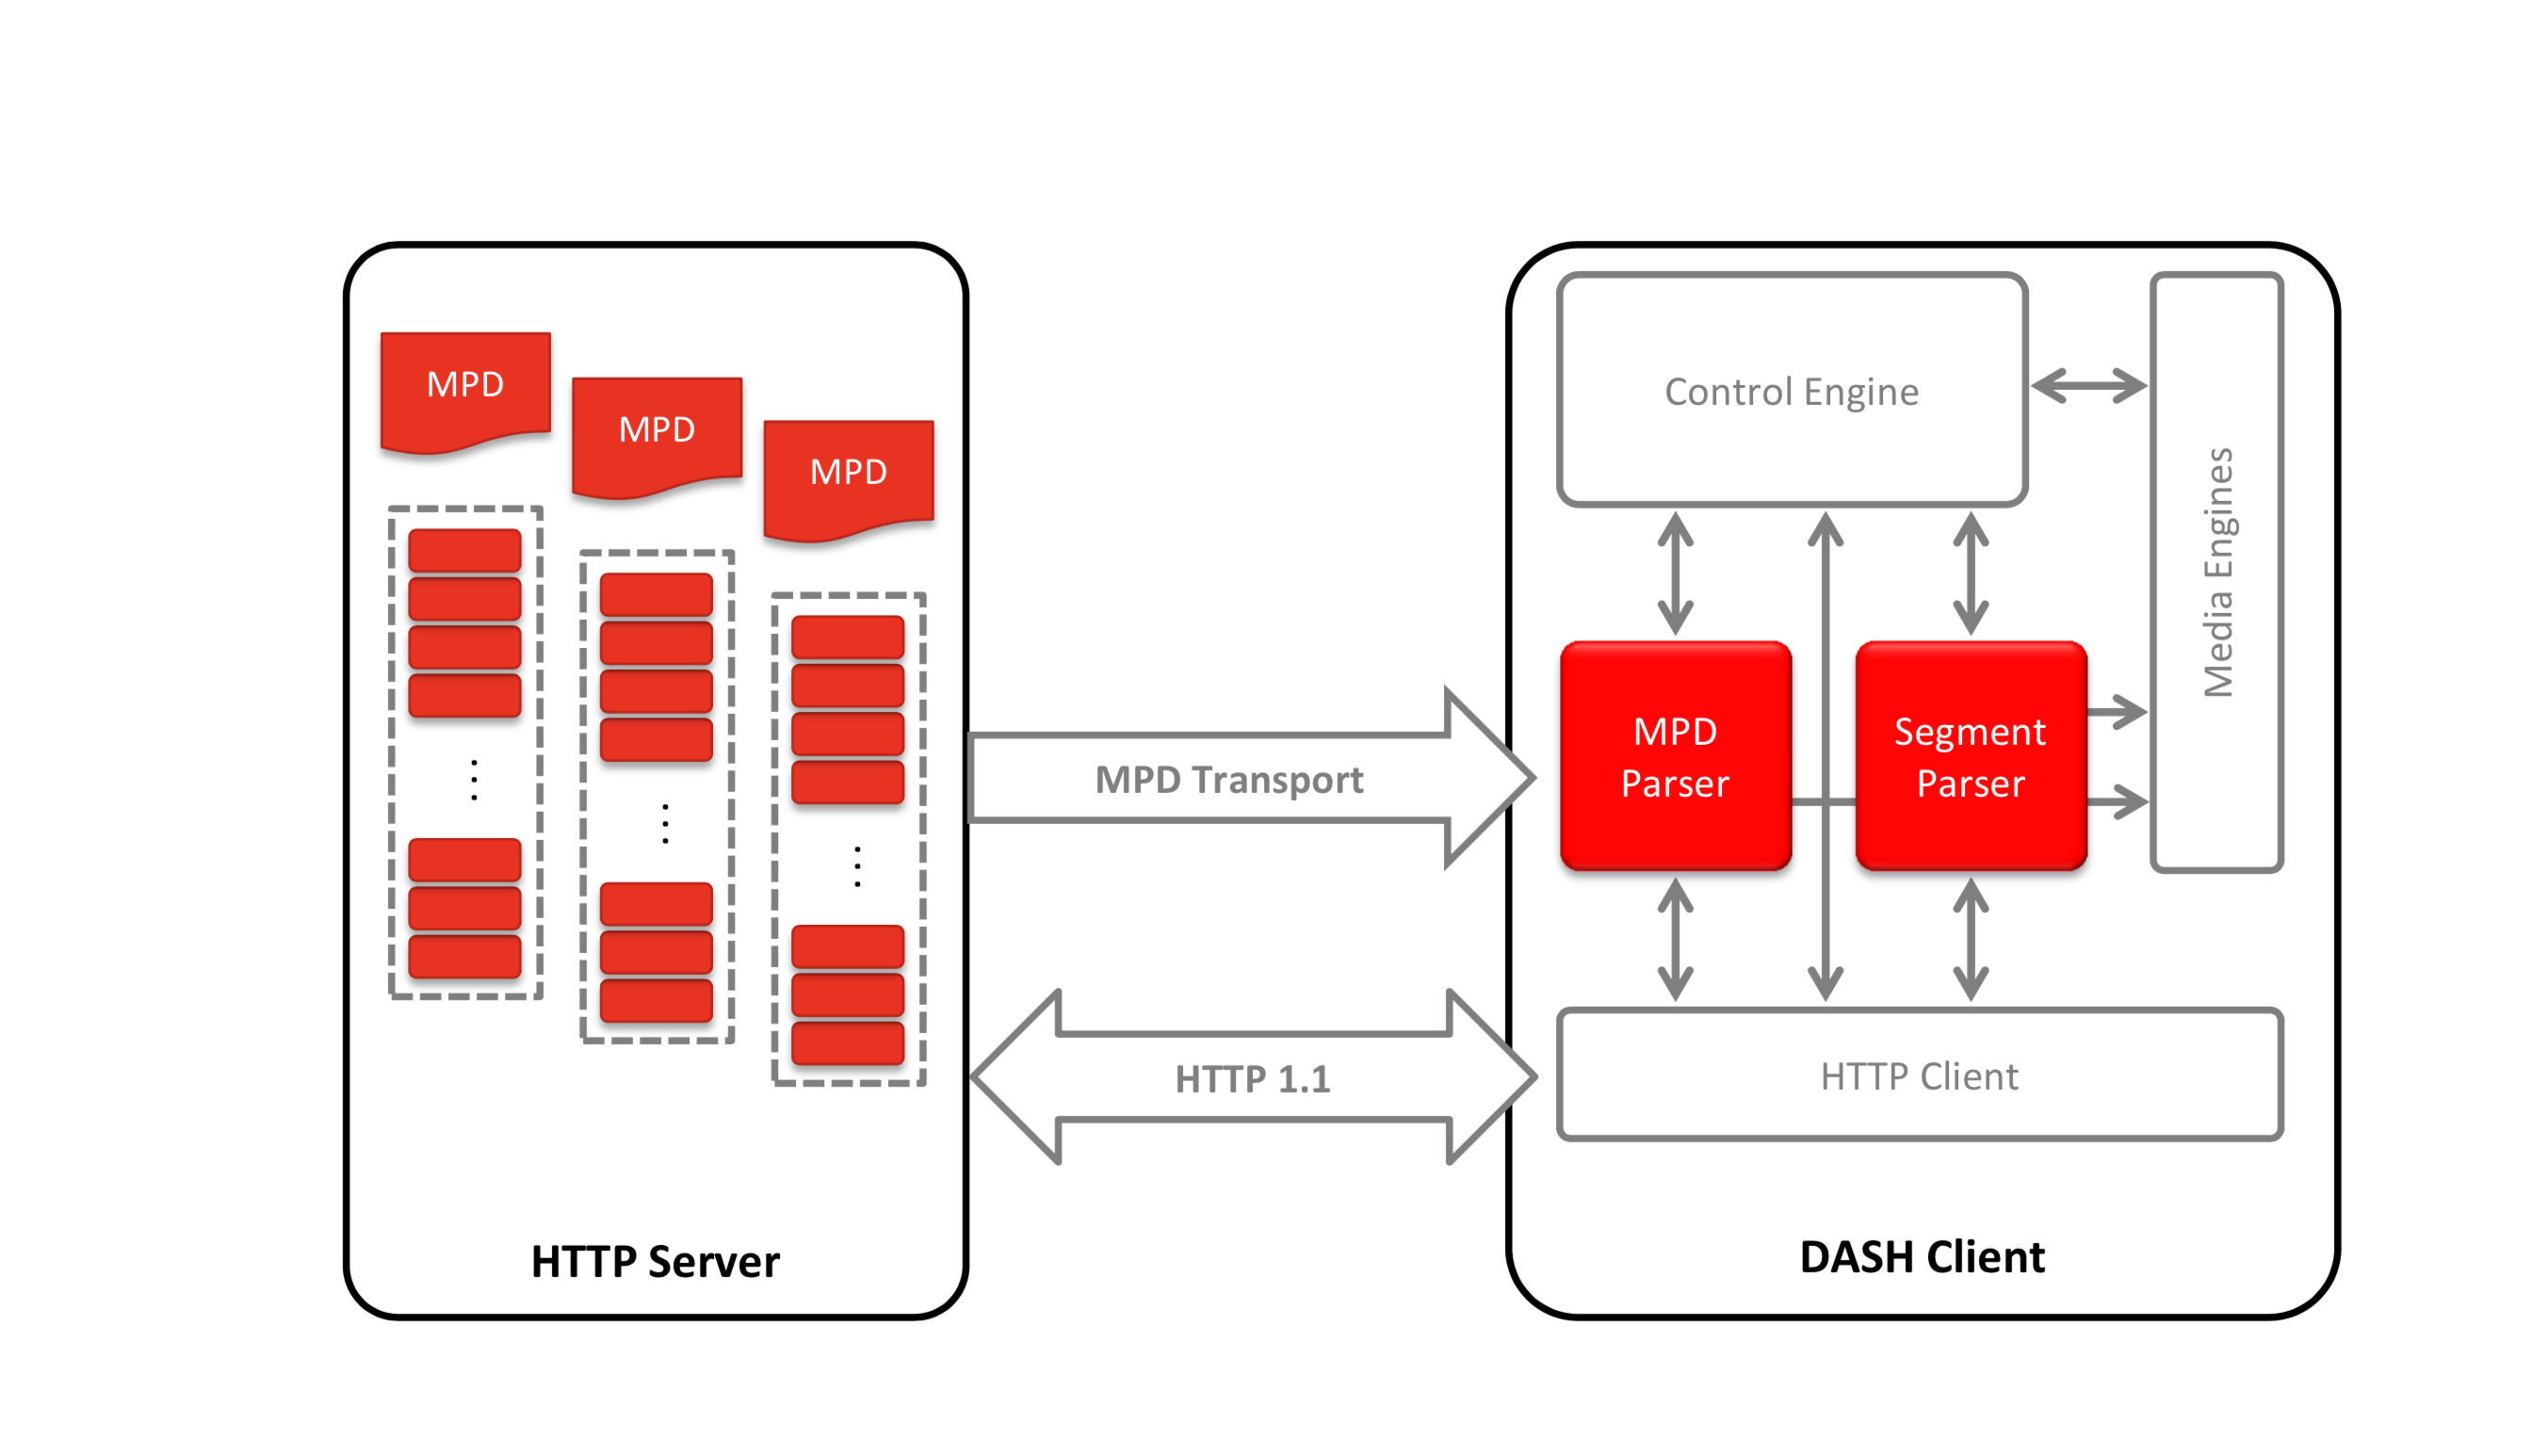 MPD
MPD
MPD
HTTP Server
MPD Transport
HTTP 1.1
Control Engine
Media Engines
MPD
Parser
Segment
Parser
HTTP Client
DASH Client